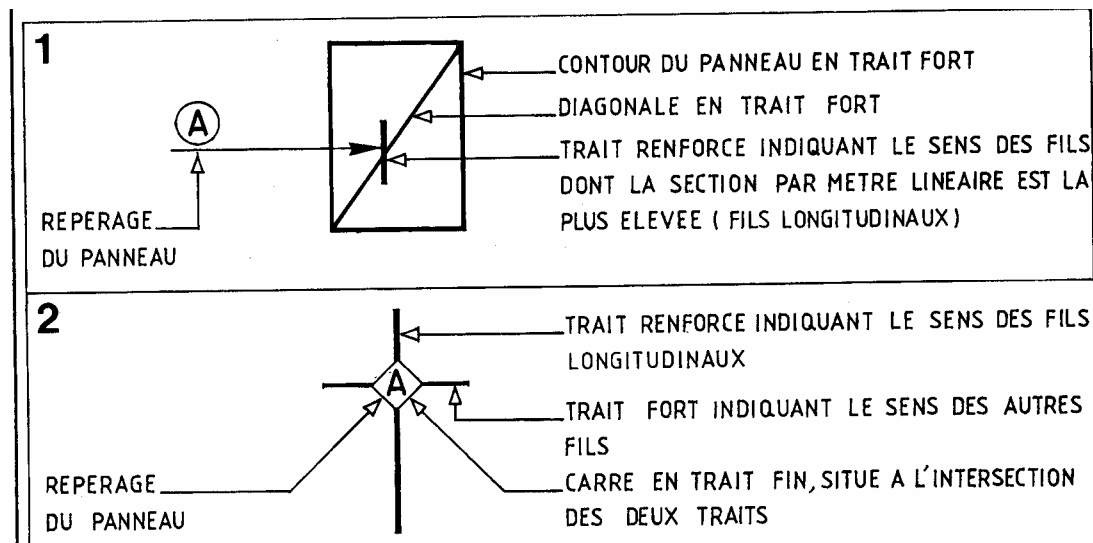 1
CONTOUR DU PANNEAU EN TRAIT FORT
DIAGONALE EN TRAIT FORT
A
TRAIT RENFORCE INDIQUANT LE SENS DES FILS
DONT LA SECTION PAR METRE LINEAIRE EST LA
PLUS ELEVEE ( FILS LONGITUDINAUX)
REPERAGE
DU PANNEAU
2
TRAIT RENFORCE INDIQUANT LE SENS DES FILS
LONGITUDINAUX
A
TRAIT FORT INDIQUANT LE SENS DES AUTRES
FILS
CARRE EN TRAIT FIN, SITUE A L'INTERSECTION
DES DEUX TRAITS
REPERAGE
DU PANNEAU